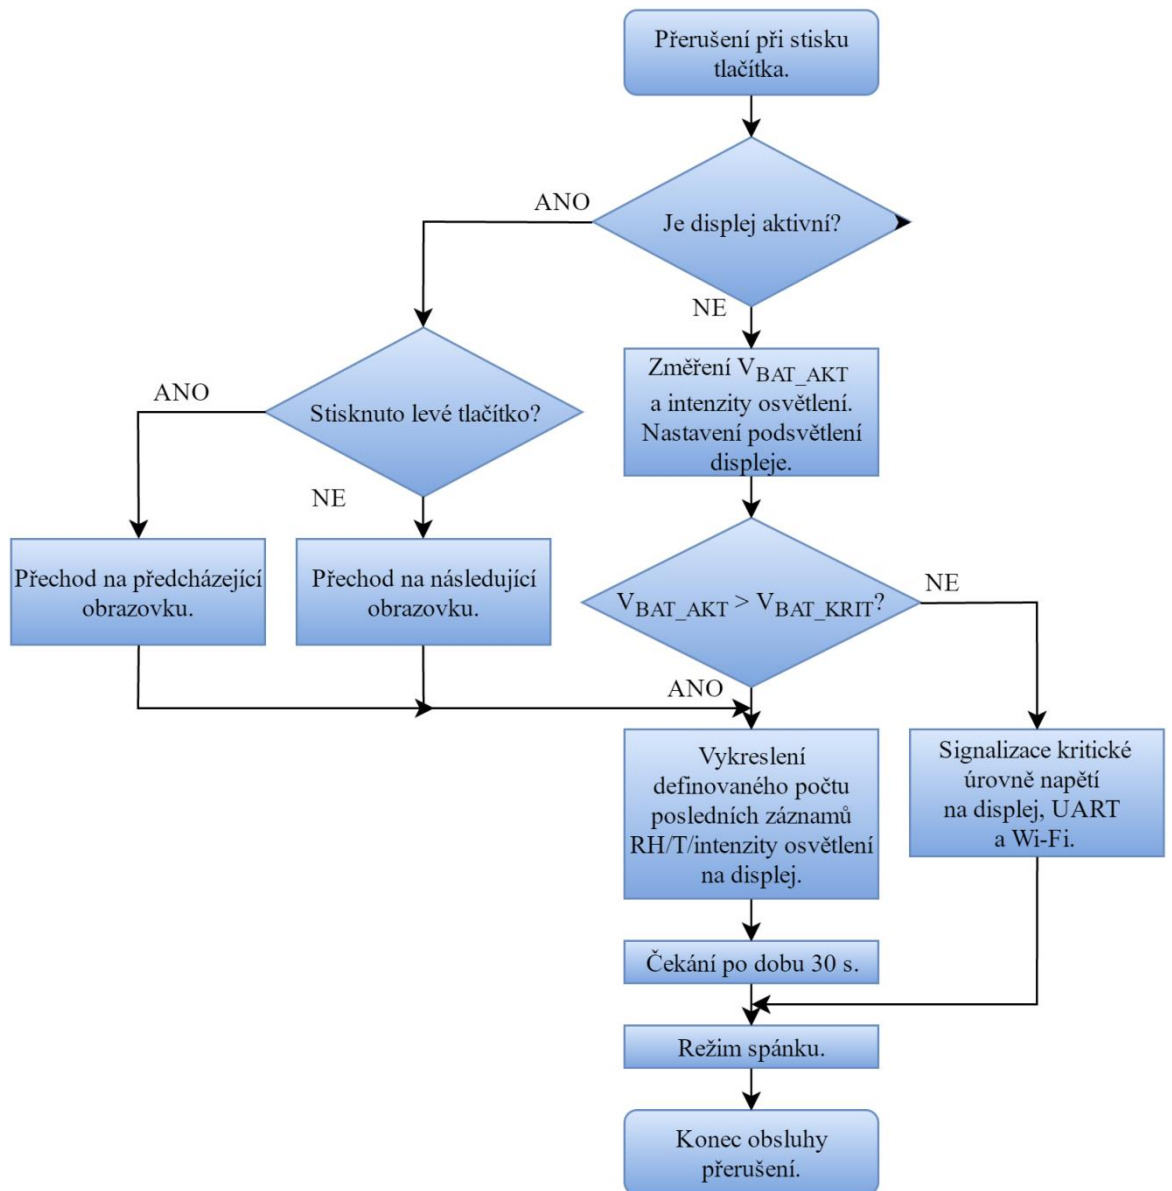 Přerušení při stisku
tlačítka.
ANO
Je displej aktivní?
NE
Změření V_BAT_AKT
a intenzity osvětlení.
Nastavení podsvětlení
displeje.
ANO
Stisknuto levé tlačítko?
NE
Přechod na předcházející
obrazovku.
Přechod na následující
obrazovku.
V_BAT_AKT > V_BAT_KRIT?
NE
ANO
Vykreslení
definovaného počtu
posledních záznamů
RH/T/intenzity osvětlení
na displej.
Signalizace kritické
úrovně napětí
na displej, UART
a Wi-Fi.
Čekání po dobu 30 s.
Režim spánku.
Konec obsluhy
přerušení.